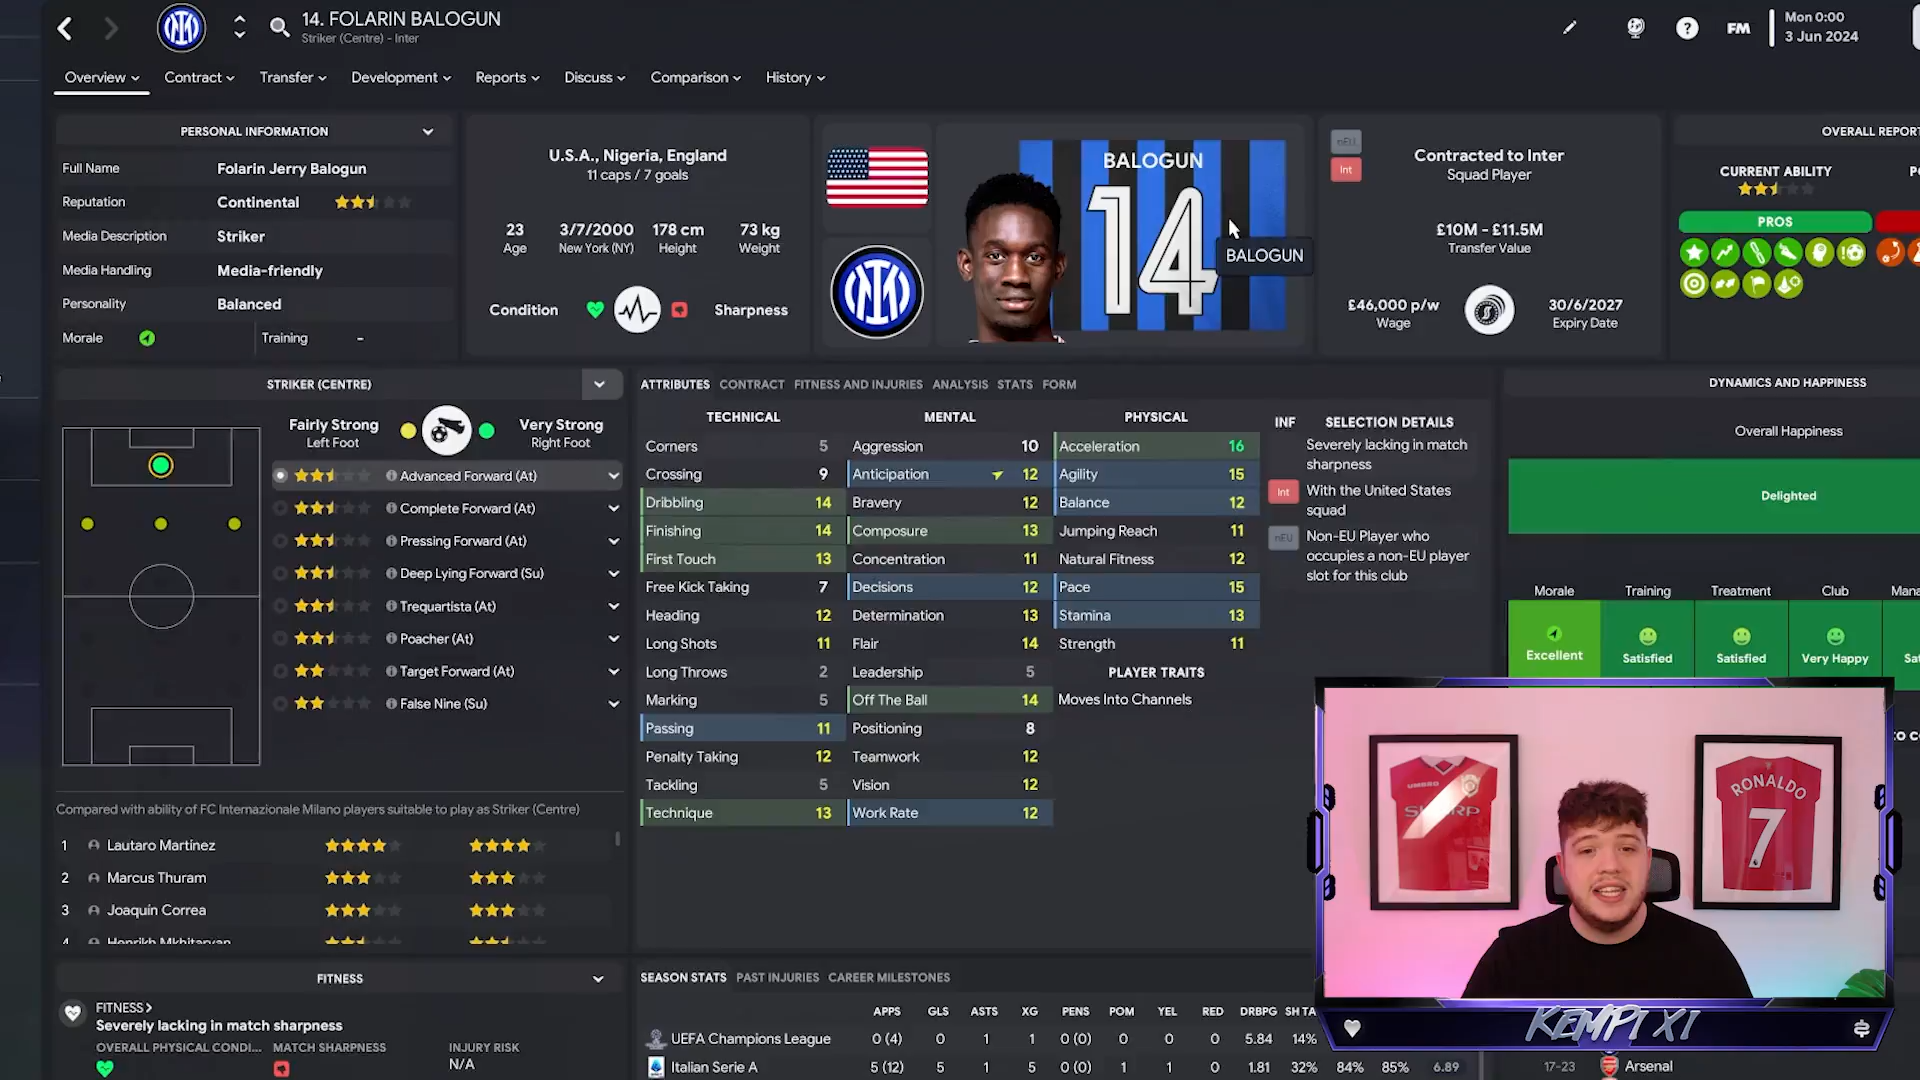 14. FOLARIN BALOGUN
Striker (Centre) - Inter
FM
Mon 0:00
3 Jun 2024
Overview
Contract
Transfer
Development
Reports
Discuss
Comparison
History
PERSONAL INFORMATION
Full Name Folarin Jerry Balogun
Reputation Continental
Media Description Striker
Media Handling Media-friendly
Personality Balanced
Morale
Training -
U.S.A., Nigeria, England
11 caps / 7 goals
23 3/7/2000 178 cm 73 kg
Age New York (NY) Height Weight
Condition Sharpness
BALOGUN
14
BALOGUN
nEU
Int
Contracted to Inter
Squad Player
£10M - £11.5M
Transfer Value
£46,000 p/w
Wage
30/6/2027
Expiry Date
OVERALL REPORT
CURRENT ABILITY
PROS
STRIKER (CENTRE)
Fairly Strong
Left Foot
Very Strong
Right Foot
Advanced Forward (At)
Complete Forward (At)
Pressing Forward (At)
Deep Lying Forward (Su)
Trequartista (At)
Poacher (At)
Target Forward (At)
False Nine (Su)
Compared with ability of FC Internazionale Milano players suitable to play as Striker (Centre)
1 Lautaro Martínez
2 Marcus Thuram
3 Joaquín Correa
4 Henrikh Mkhitaryan
FITNESS
FITNESS>
Severely lacking in match sharpness
OVERALL PHYSICAL CONDI... MATCH SHARPNESS INJURY RISK
N/A
ATTRIBUTES CONTRACT FITNESS AND INJURIES ANALYSIS STATS FORM
TECHNICAL
Corners 5
Crossing 9
Dribbling 14
Finishing 14
First Touch 13
Free Kick Taking 7
Heading 12
Long Shots 11
Long Throws 2
Marking 5
Passing 11
Penalty Taking 12
Tackling 5
Technique 13
MENTAL
Aggression 10
Anticipation 12
Bravery 12
Composure 13
Concentration 11
Decisions 12
Determination 13
Flair 14
Leadership 5
Off The Ball 14
Positioning 8
Teamwork 12
Vision 12
Work Rate 12
PHYSICAL
Acceleration 16
Agility 15
Balance 12
Jumping Reach 11
Natural Fitness 12
Pace 15
Stamina 13
Strength 11
PLAYER TRAITS
Moves Into Channels
INF SELECTION DETAILS
Severely lacking in match
sharpness
Int With the United States
squad
nEU Non-EU Player who
occupies a non-EU player
slot for this club
DYNAMICS AND HAPPINESS
Overall Happiness
Delighted
Morale Training Treatment Club
Excellent Satisfied Satisfied Very Happy
SEASON STATS PAST INJURIES CAREER MILESTONES
APPS GLS ASTS XG PENS POM YEL RED DRBPG SH TA
UEFA Champions League 0 (4) 0 1 1 0 (0) 0 0 0 5.84 14%
Italian Serie A 5 (12) 5 1 5 0 (0) 1 1 0 1.81 32% 84% 85% 6.89
17-23 Arsenal
UMBRO
SHARP
RONALDO
7
KEMPI XI